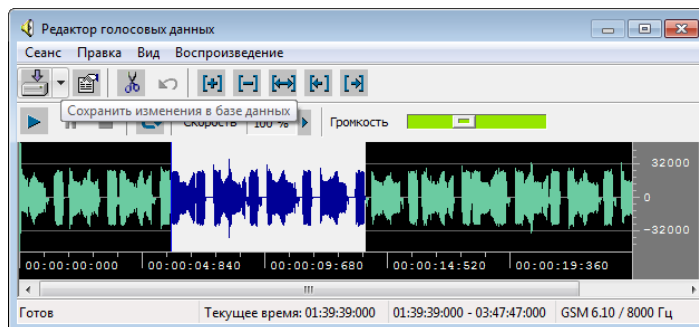 Редактор голосовых данных
Сеанс Правка Вид Воспроизведение
Сохранить изменения в базе данных
Скорость 100 % Громкость
32000
0
-32000
00:00:00:000 00:00:04:840 00:00:09:680 00:00:14:520 00:00:19:360
Готов Текущее время: 01:39:39:000 01:39:39:000 - 03:47:47:000 GSM 6.10 / 8000 Гц